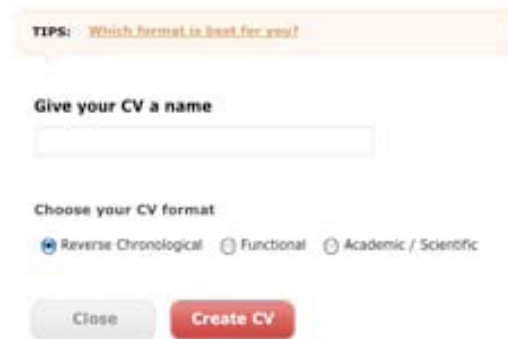 TIPS: Which format is best for you?
Give your CV a name
Choose your CV format
Reverse Chronological Functional Academic / Scientific
Close Create CV